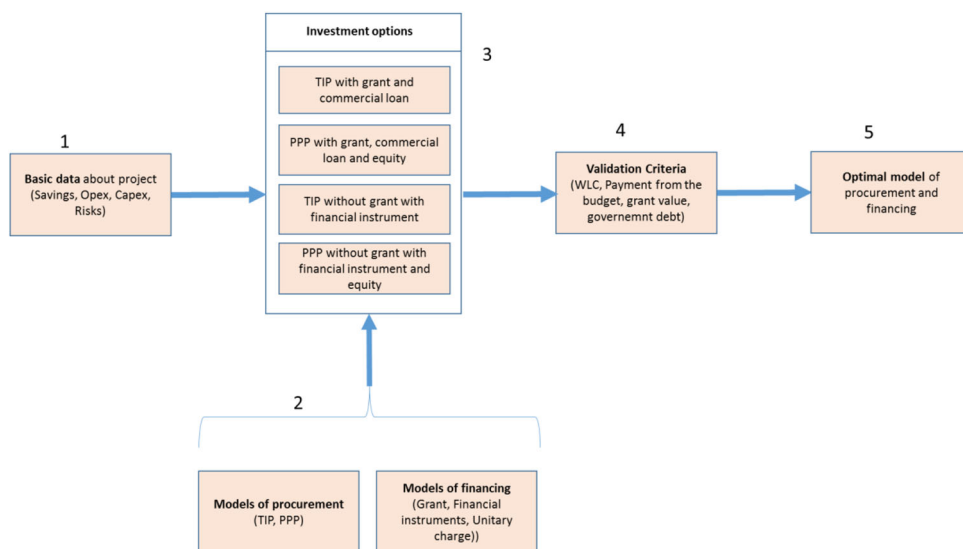 1
Basic data about project
(Savings, Opex, Capex,
Risks)
Investment options
TIP with grant and
commercial loan
PPP with grant, commercial
loan and equity
TIP without grant with
financial instrument
PPP without grant with
financial instrument and
equity
3
4
Validation Criteria
(WLC, Payment from the
budget, grant value,
governemnt debt)
5
Optimal model of
procurement and
financing
2
Models of procurement
(TIP, PPP)
Models of financing
(Grant, Financial
instruments, Unitary
charge))